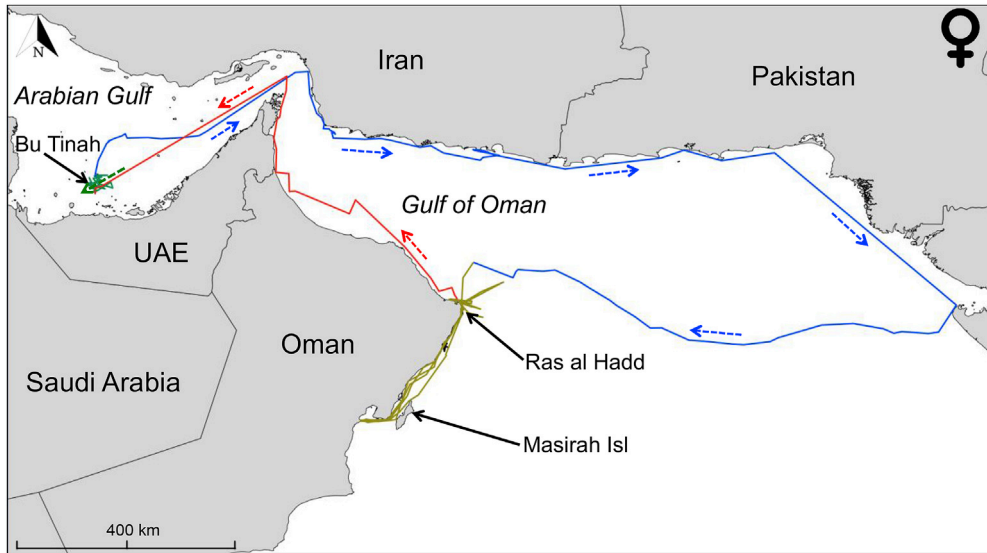 N
Iran
Pakistan
Arabian Gulf
Bu Tinah
Gulf of Oman
UAE
Oman
Ras al Hadd
Saudi Arabia
Masirah Isl
400 km